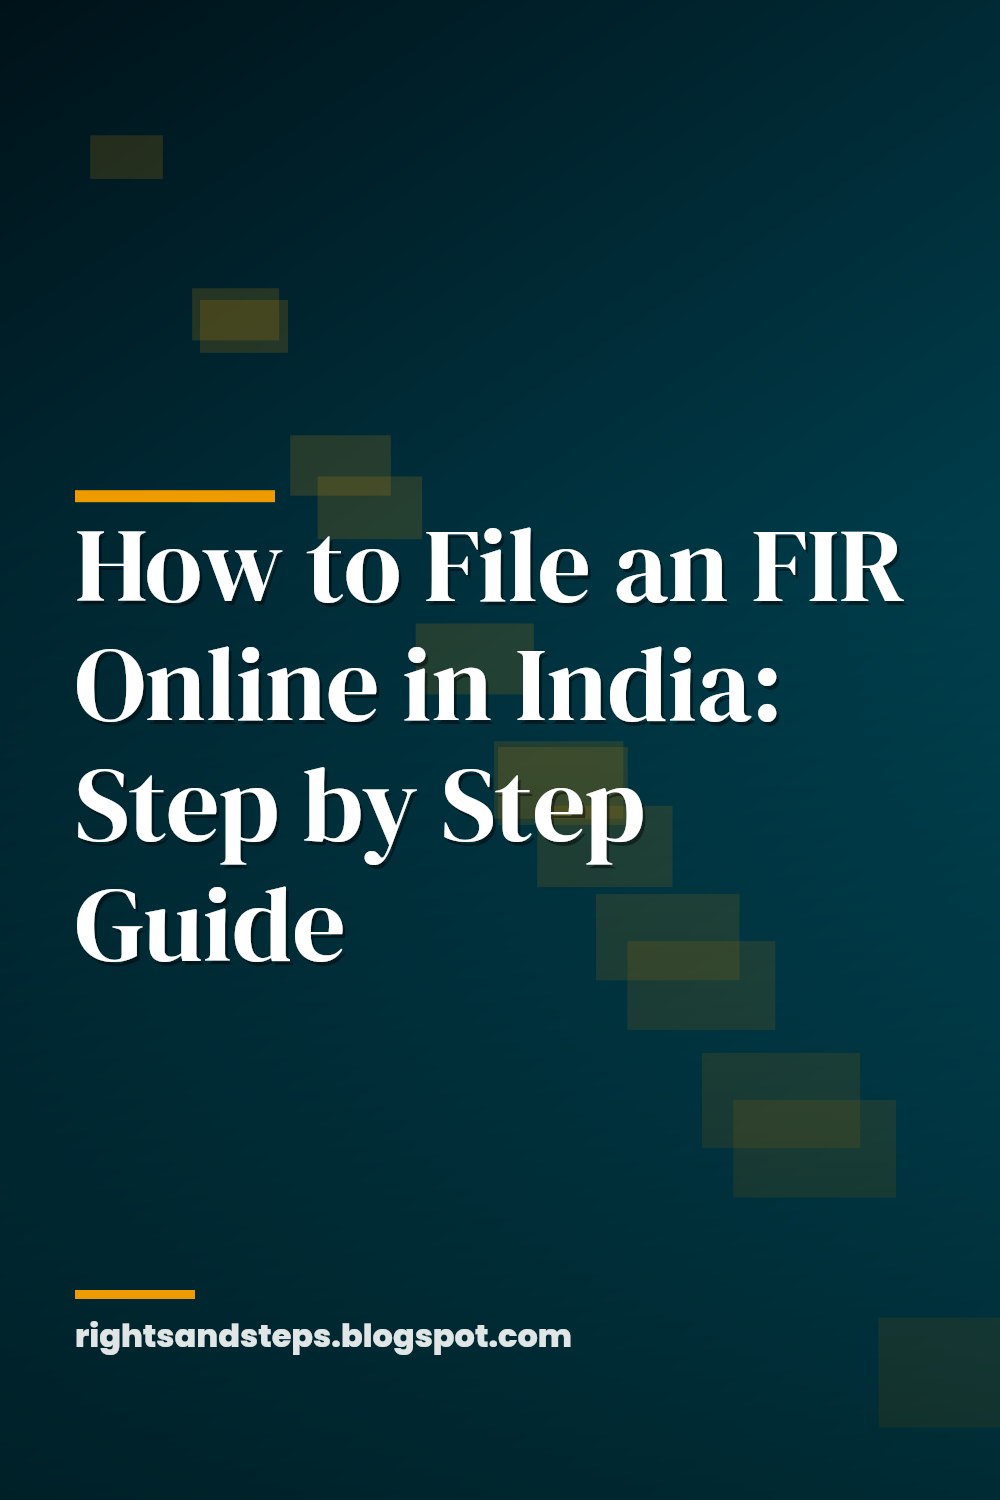 How to File an FIR
Online in India:
Step by Step
Guide
rightsandsteps.blogspot.com